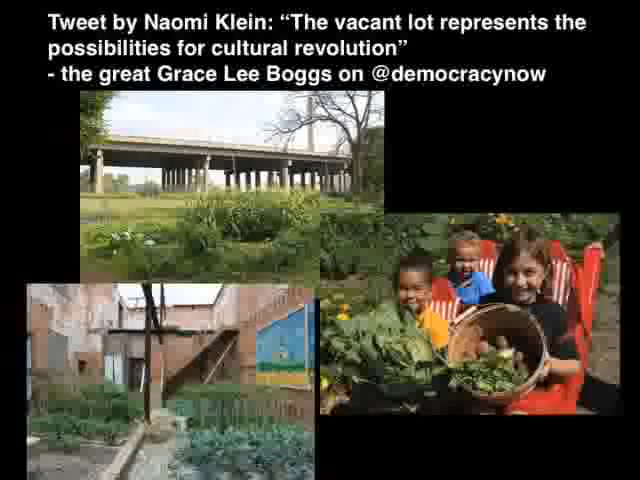 Tweet by Naomi Klein: “The vacant lot represents the
possibilities for cultural revolution”
- the great Grace Lee Boggs on @democracynow